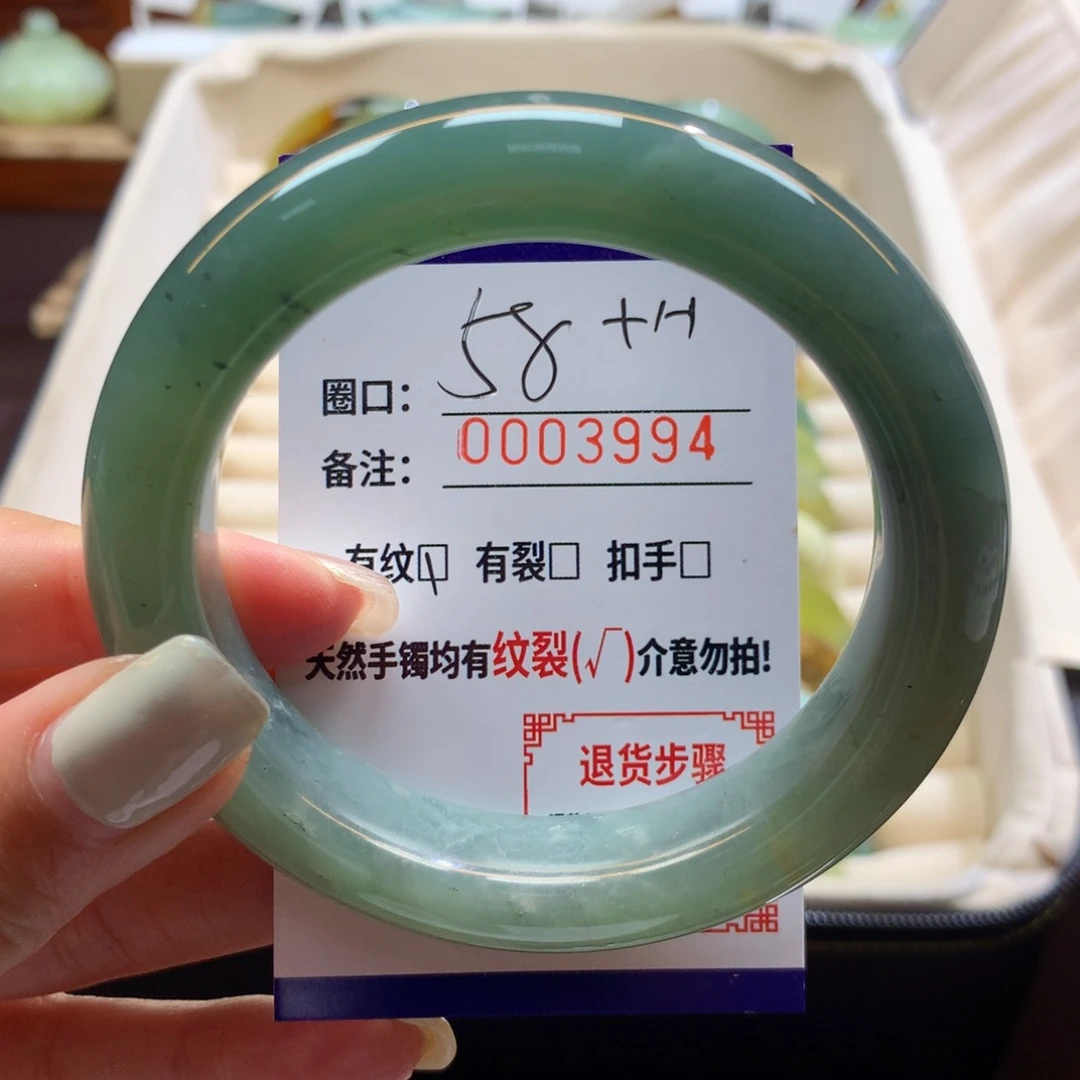 圈口： 58 +H
备注： 0003994
有纹□ 有裂□ 扣手□
天然手镯均有纹裂(√)介意勿拍!
退货步骤